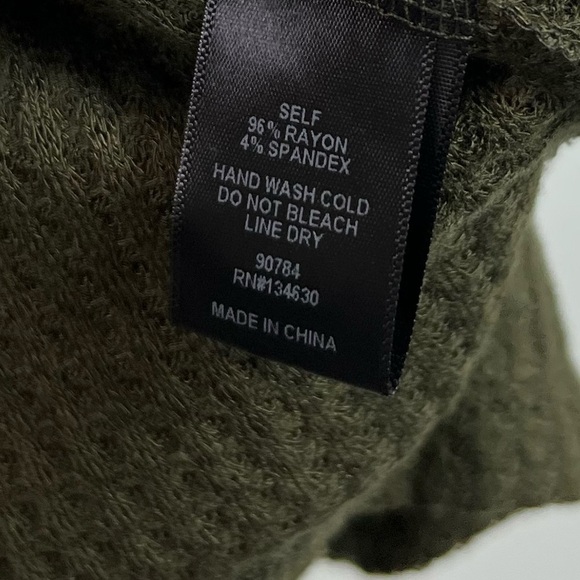 SELF
96% RAYON
4% SPANDEX
HAND WASH COLD
DO NOT BLEACH
LINE DRY
90784
RN#134630
MADE IN CHINA